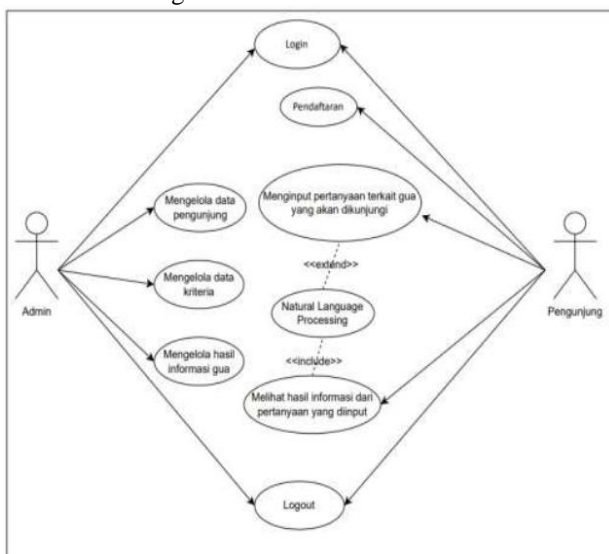 Login
Pendaftaran
Mengelola data
pengunjung
Menginput pertanyaan terkait gua
yang akan dikunjungi
<<extend>>
Mengelola data
kriteria
Natural Language
Processing
Admin
Pengunjung
Mengelola hasil
informasi gua
<<include>>
Melihat hasil informasi dari
pertanyaan yang diinput
Logout